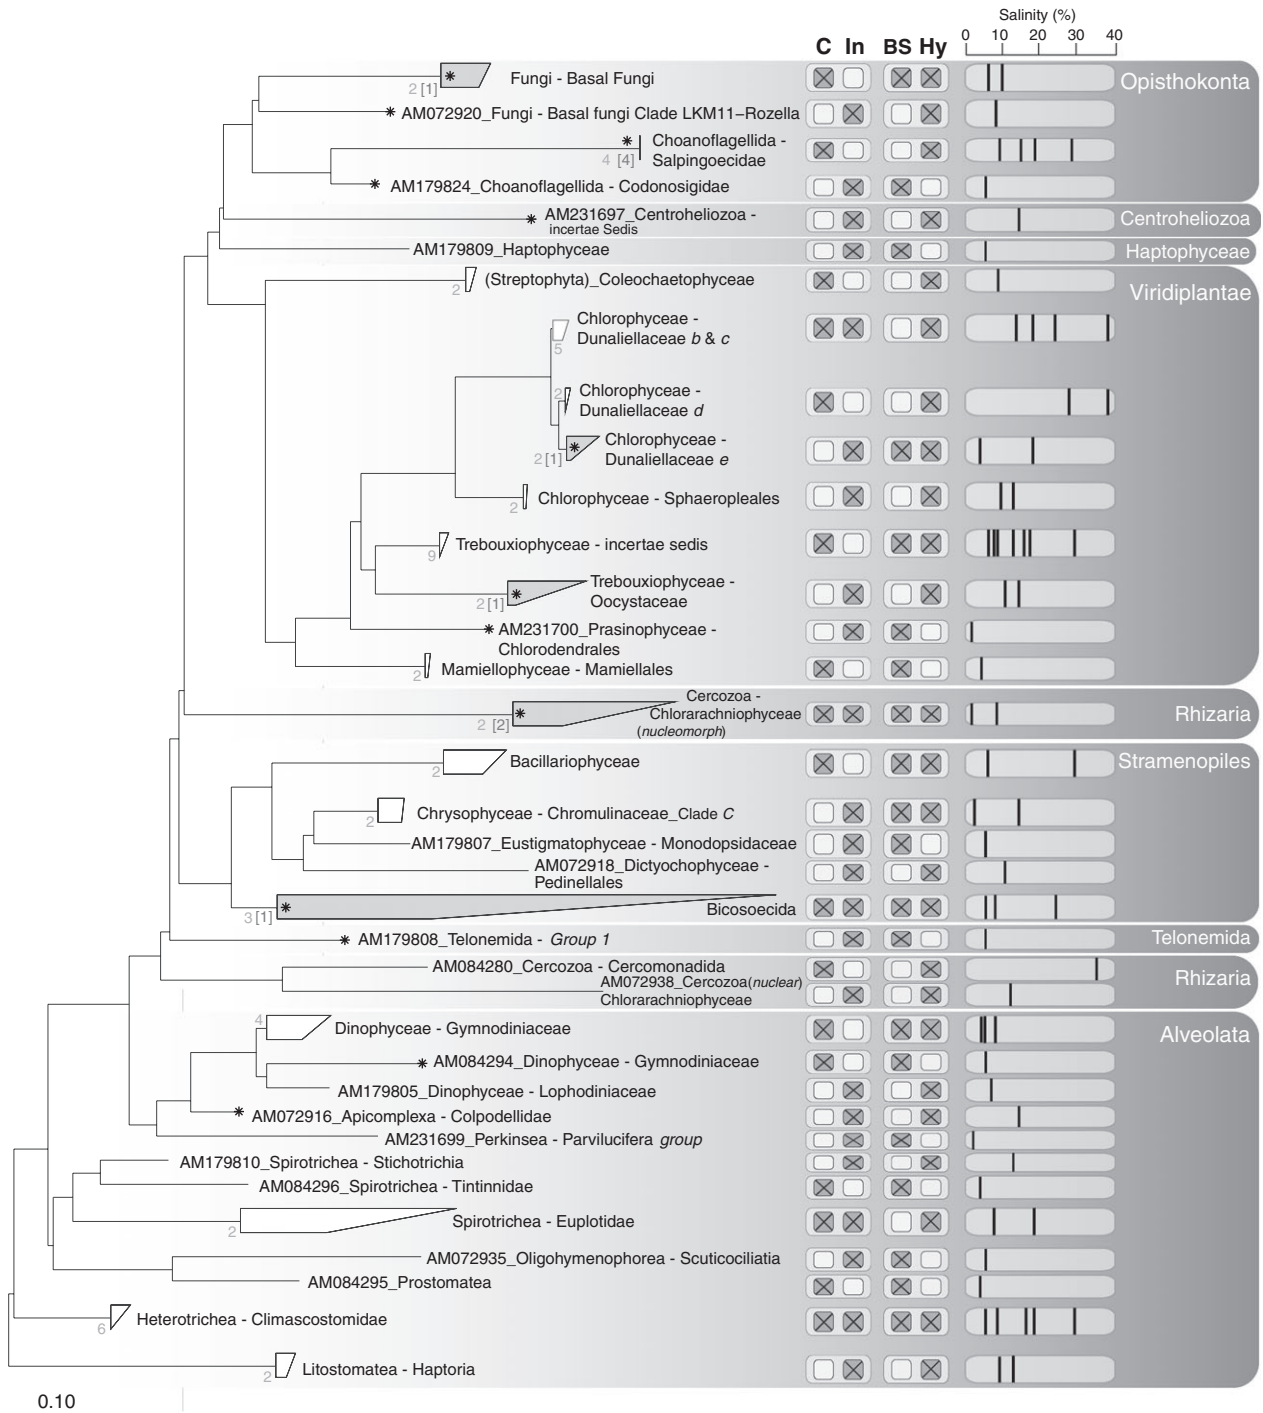 Salinity (%)
C In BS Hy 0 10 20 30 40
Fungi - Basal Fungi
2 [1]
Opisthokonta
AM072920_Fungi - Basal fungi Clade LKM11–Rozella
Choanoflagellida -
Salpingoecidae
4 [4]
AM179824_Choanoflagellida - Codonosigidae
AM231697_Centroheliozoa -
incertae Sedis
Centroheliozoa
AM179809_Haptophyceae
Haptophyceae
(Streptophyta)_Coleochaetophyceae
2
Viridiplantae
Chlorophyceae -
Dunaliellaceae b & c
5
Chlorophyceae -
Dunaliellaceae d
2
Chlorophyceae -
Dunaliellaceae e
2 [1]
Chlorophyceae - Sphaeropleales
2
Trebouxiophyceae - incertae sedis
9
Trebouxiophyceae -
Oocystaceae
2 [1]
AM231700_Prasinophyceae -
Chlorodendrales
Mamiellophyceae - Mamiellales
2
Cercozoa -
Chlorarachniophyceae
(nucleomorph)
2 [2]
Rhizaria
Bacillariophyceae
2
Stramenopiles
Chrysophyceae - Chromulinaceae_Clade C
2
AM179807_Eustigmatophyceae - Monodopsidaceae
AM072918_Dictyochophyceae -
Pedinellales
Bicosoecida
3 [1]
AM179808_Telonemida - Group 1
Telonemida
AM084280_Cercozoa - Cercomonadida
AM072938_Cercozoa(nuclear)
Chlorarachniophyceae
Rhizaria
4
Dinophyceae - Gymnodiniaceae
Alveolata
AM084294_Dinophyceae - Gymnodiniaceae
AM179805_Dinophyceae - Lophodiniaceae
AM072916_Apicomplexa - Colpodellidae
AM231699_Perkinsea - Parvilucifera group
AM179810_Spirotrichea - Stichotrichia
AM084296_Spirotrichea - Tintinnidae
Spirotrichea - Euplotidae
2
AM072935_Oligohymenophorea - Scuticociliatia
AM084295_Prostomatea
Heterotrichea - Climascostomidae
6
Litostomatea - Haptoria
2
0.10